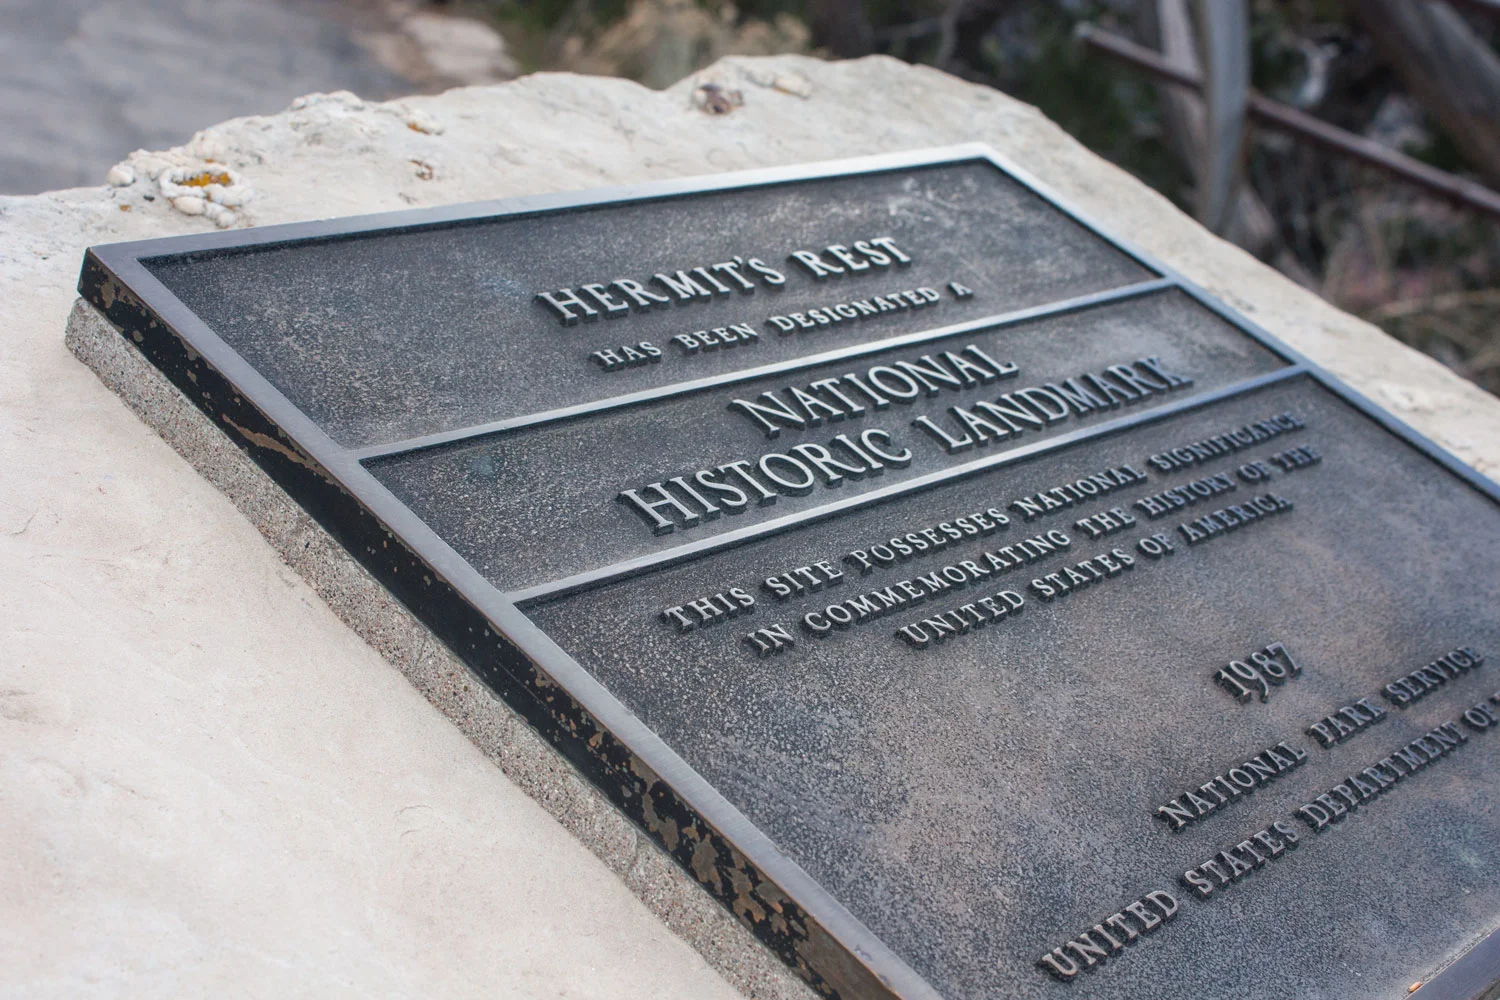 HERMIT'S REST
HAS BEEN DESIGNATED A
NATIONAL
HISTORIC LANDMARK
THIS SITE POSSESSES NATIONAL SIGNIFICANCE
IN COMMEMORATING THE HISTORY OF THE
UNITED STATES OF AMERICA
1987
NATIONAL PARK SERVICE
UNITED STATES DEPARTMENT OF